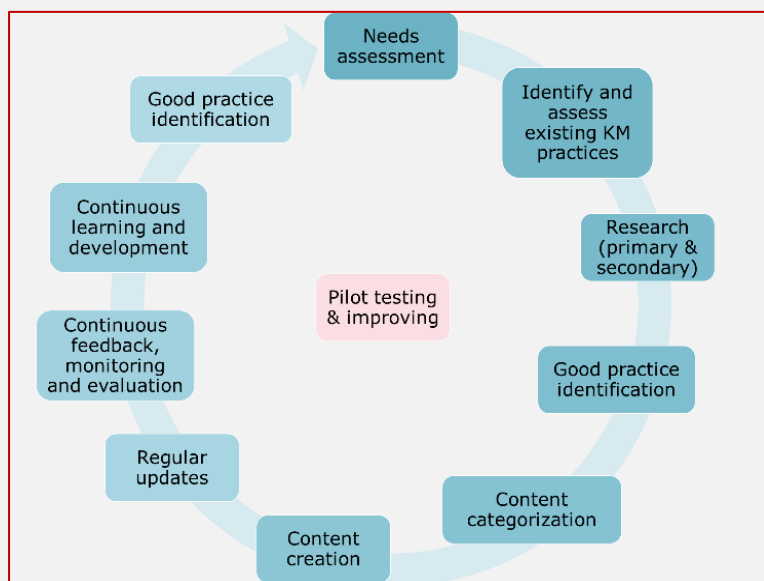 Needs
assessment
Identify and
assess
existing KM
practices
Research
(primary &
secondary)
Good practice
identification
Content
categorization
Content
creation
Regular
updates
Continuous
feedback,
monitoring
and evaluation
Continuous
learning and
development
Good practice
identification
Pilot testing
& improving